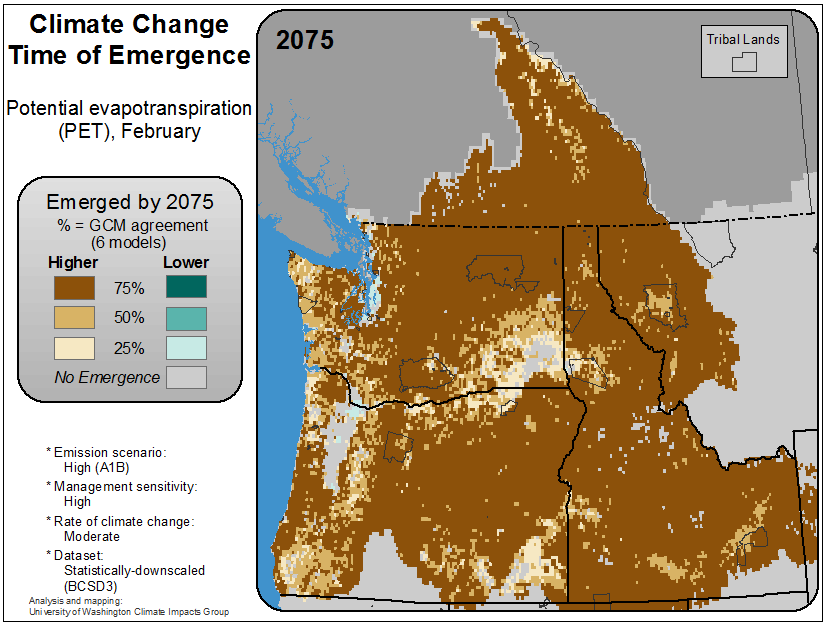 Climate Change
Time of Emergence
Potential evapotranspiration
(PET), February
Emerged by 2075
% = GCM agreement
(6 models)
Higher Lower
75%
50%
25%
No Emergence
* Emission scenario:
High (A1B)
* Management sensitivity:
High
* Rate of climate change:
Moderate
* Dataset:
Statistically-downscaled
(BCSD3)
Analysis and mapping:
University of Washington Climate Impacts Group
2075
Tribal Lands